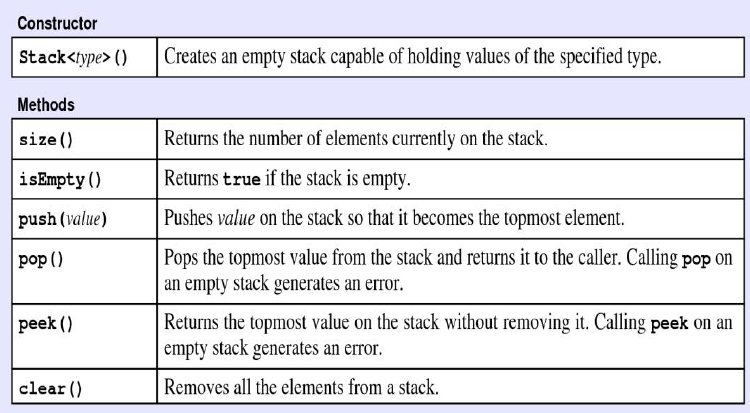 Constructor
Stack<type>() Creates an empty stack capable of holding values of the specified type.
Methods
size() Returns the number of elements currently on the stack.
isEmpty() Returns true if the stack is empty.
push(value) Pushes value on the stack so that it becomes the topmost element.
pop() Pops the topmost value from the stack and returns it to the caller. Calling pop on
an empty stack generates an error.
peek() Returns the topmost value on the stack without removing it. Calling peek on an
empty stack generates an error.
clear() Removes all the elements from a stack.